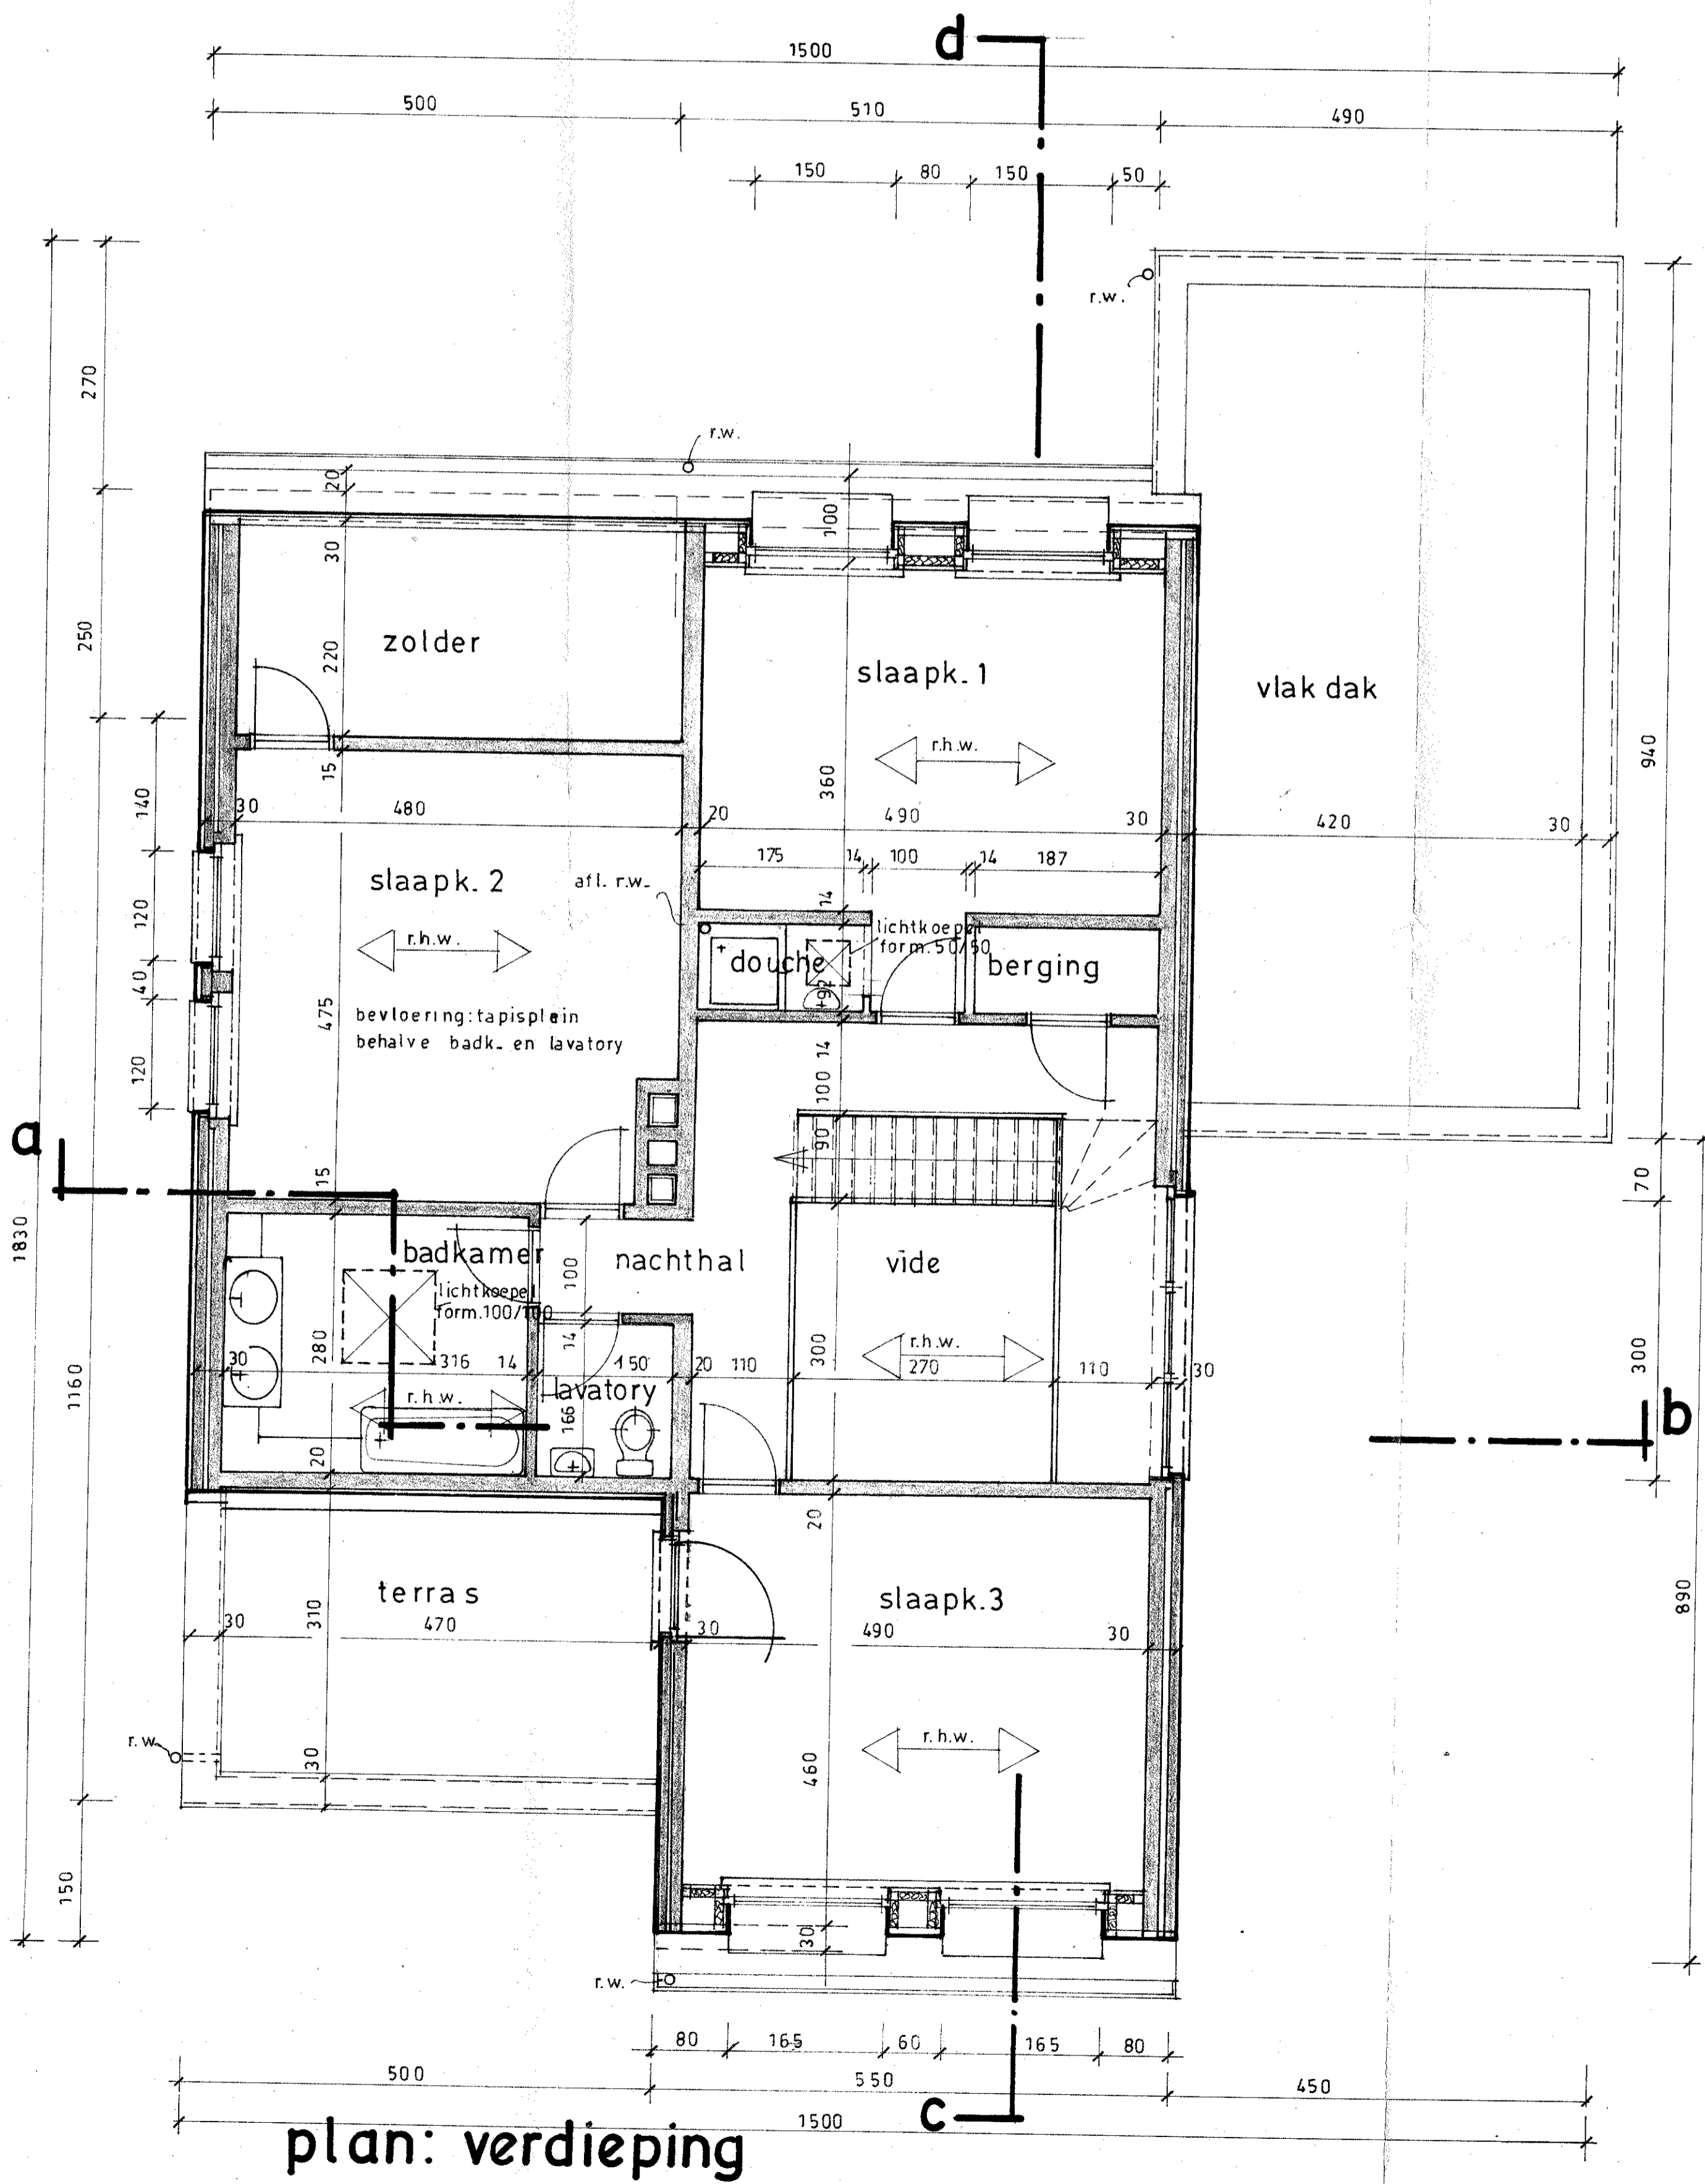 d
1500
500 510 490
150 80 150 50
r.w.
270
r.w.
20
100
30
zolder
250
220
slaapk. 1
vlak dak
r.h.w.
940
15
360
140
30 480 20 490 30 420 30
175 14 100 14 187
slaapk. 2
afl. r.w.
14
120
lichtkoepel
form. 50/50
r.h.w.
douche
berging
40
92
475
bevloering: tapisplein
behalve badk. en lavatory
14
120
100
a
90
15
70
1830
badkamer
nachthal
vide
100
lichtkoepel
form. 100/100
280
14
300
r.h.w.
300
30 316 14 150 20 110 270 110 30
1160
r.h.w.
lavatory
166
b
20
20
terras
slaapk. 3
310
890
30 470 30 490 30
r.w.
r.h.w.
30
460
150
30
r.w.
80 165 60 165 80
500 550 450
1500
c
plan: verdieping